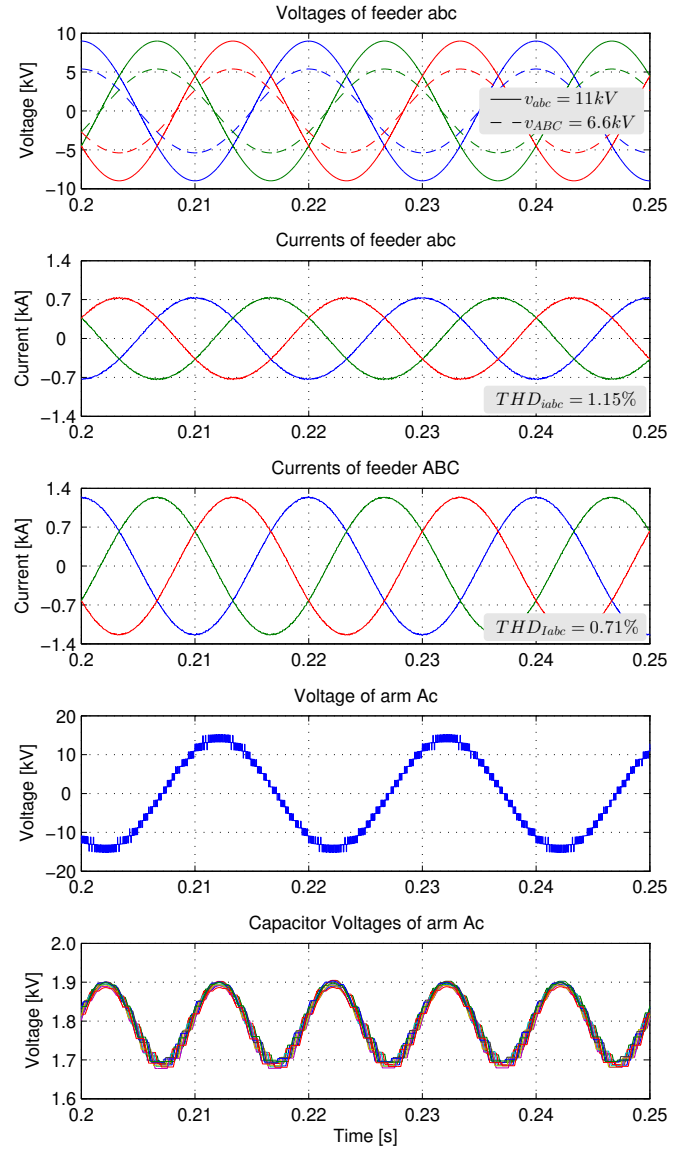 Voltages of feeder abc
10
5
0
−5
−10
Voltage [kV]
v_abc = 11kV
v_ABC = 6.6kV
0.2 0.21 0.22 0.23 0.24 0.25
Currents of feeder abc
1.4
0.7
0
−0.7
−1.4
Current [kA]
THD_iabc = 1.15%
0.2 0.21 0.22 0.23 0.24 0.25
Currents of feeder ABC
1.4
0.7
0
−0.7
−1.4
Current [kA]
THD_Iabc = 0.71%
0.2 0.21 0.22 0.23 0.24 0.25
Voltage of arm Ac
20
10
0
−10
−20
Voltage [kV]
0.2 0.21 0.22 0.23 0.24 0.25
Capacitor Voltages of arm Ac
2.0
1.9
1.8
1.7
1.6
Voltage [kV]
0.2 0.21 0.22 0.23 0.24 0.25
Time [s]